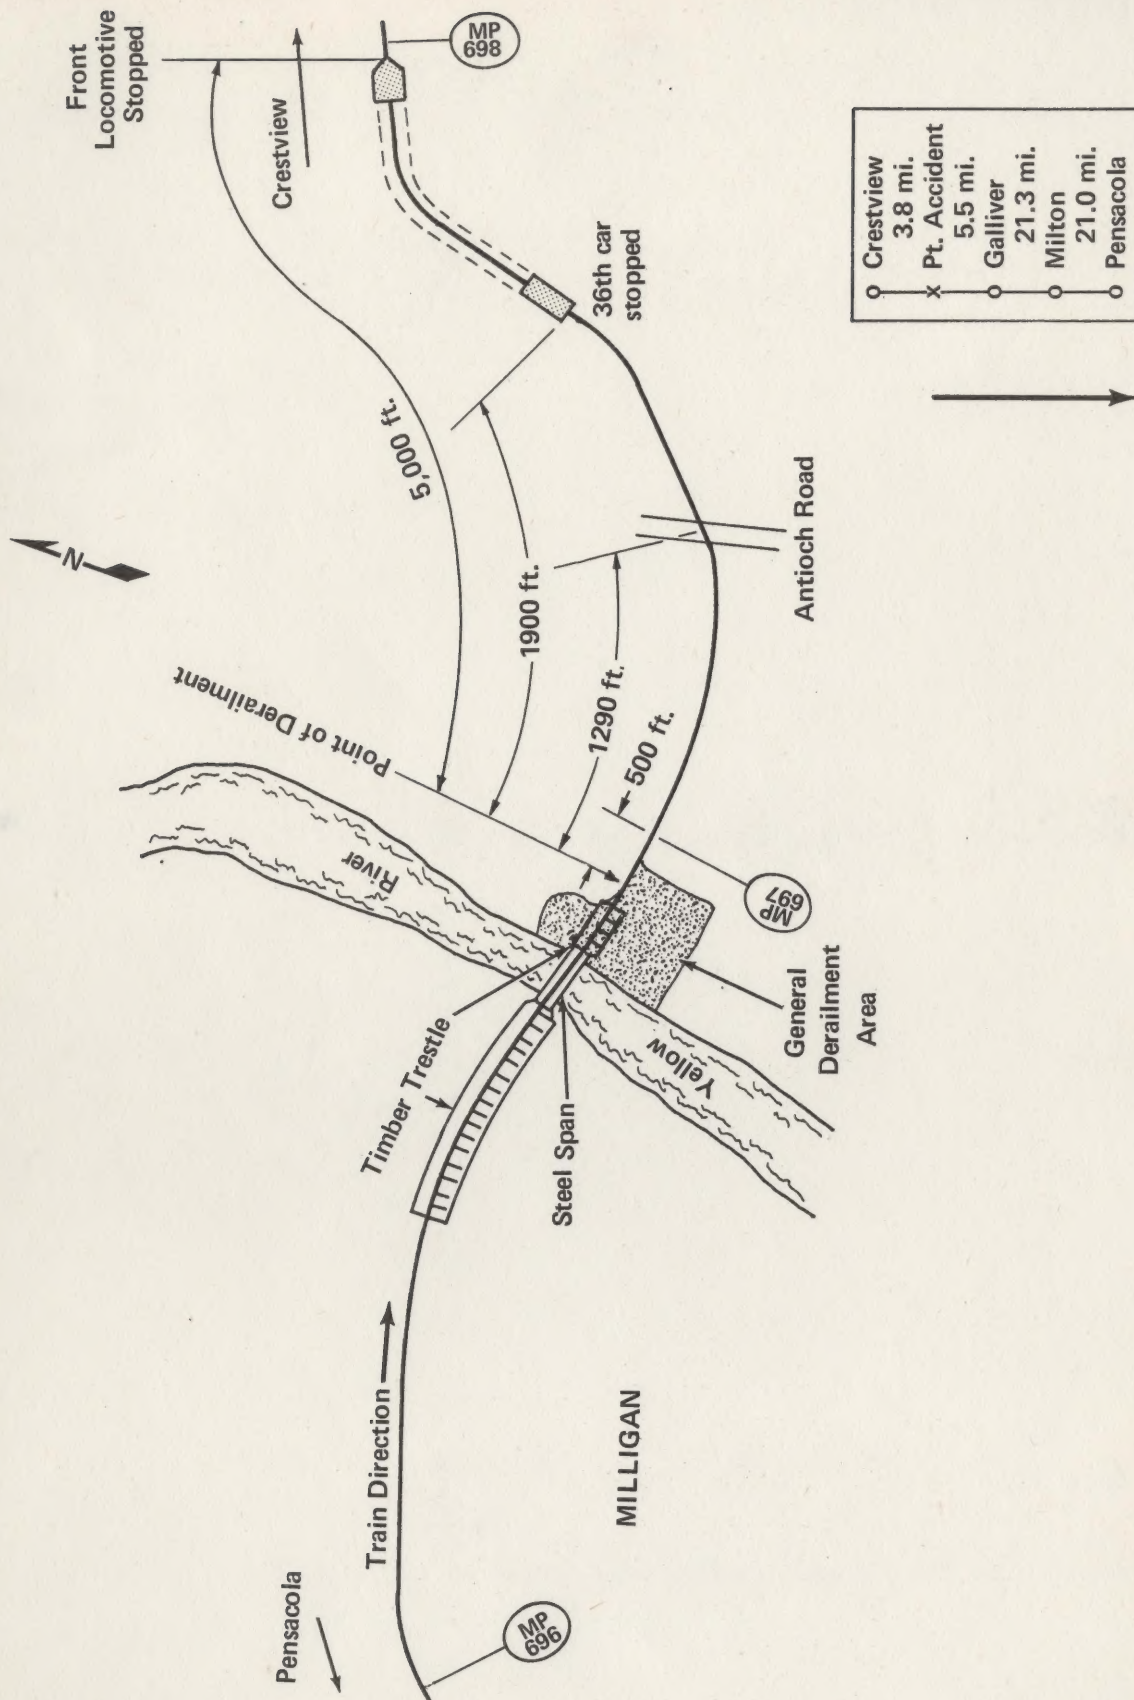 Front
Locomotive
Stopped
MP
698
Crestview
5,000 ft.
36th car
stopped
N
1900 ft.
Antioch Road
1290 ft.
500 ft.
Point of Derailment
MP
697
River
Yellow
General
Derailment
Area
Timber Trestle
Steel Span
Train Direction
MILLIGAN
Pensacola
MP
696
Crestview
3.8 mi.
Pt. Accident
5.5 mi.
Galliver
21.3 mi.
Milton
21.0 mi.
Pensacola